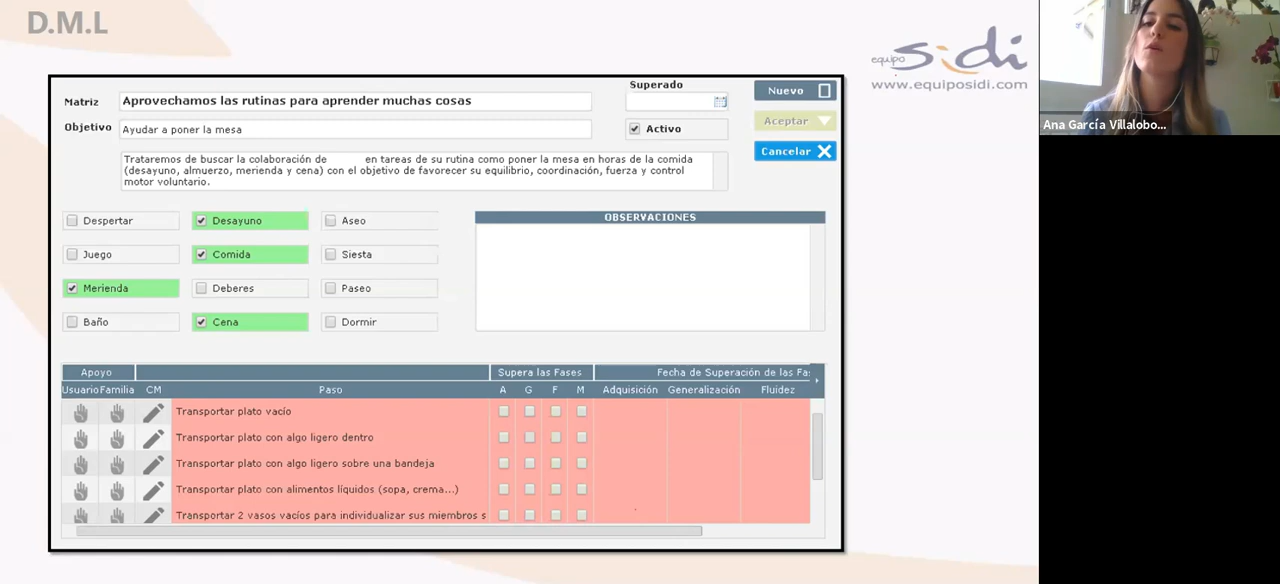 D.M.L
equipo sidi
www.equiposidi.com
Ana García Villalobo...
Matriz
Aprovechamos las rutinas para aprender muchas cosas
Superado
Nuevo
Objetivo
Ayudar a poner la mesa
Activo
Aceptar
Cancelar
Trataremos de buscar la colaboración de en tareas de su rutina como poner la mesa en horas de la comida
(desayuno, almuerzo, merienda y cena) con el objetivo de favorecer su equilibrio, coordinación, fuerza y control
motor voluntario.
Despertar Desayuno Aseo
Juego Comida Siesta
Merienda Deberes Paseo
Baño Cena Dormir
OBSERVACIONES
Apoyo Supera las Fases Fecha de Superación de las Fas
Usuario Familia CM Paso A G F M Adquisición Generalización Fluidez
Transportar plato vacío
Transportar plato con algo ligero dentro
Transportar plato con algo ligero sobre una bandeja
Transportar plato con alimentos líquidos (sopa, crema...)
Transportar 2 vasos vacíos para individualizar sus miembros s